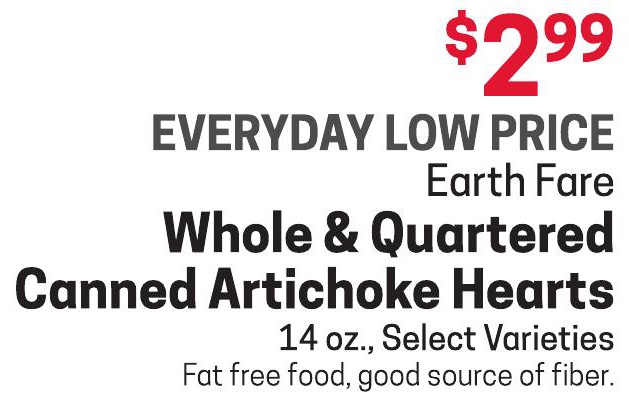 $2.99
EVERYDAY LOW PRICE
Earth Fare
Whole & Quartered
Canned Artichoke Hearts
14 oz., Select Varieties
Fat free food, good source of fiber.